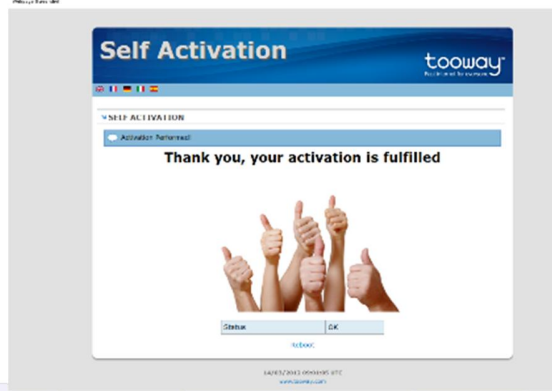 Self Activation
tooway
SELF ACTIVATION
Activation Performed!
Thank you, your activation is fulfilled
Status OK
Reboot
www.tooway.com